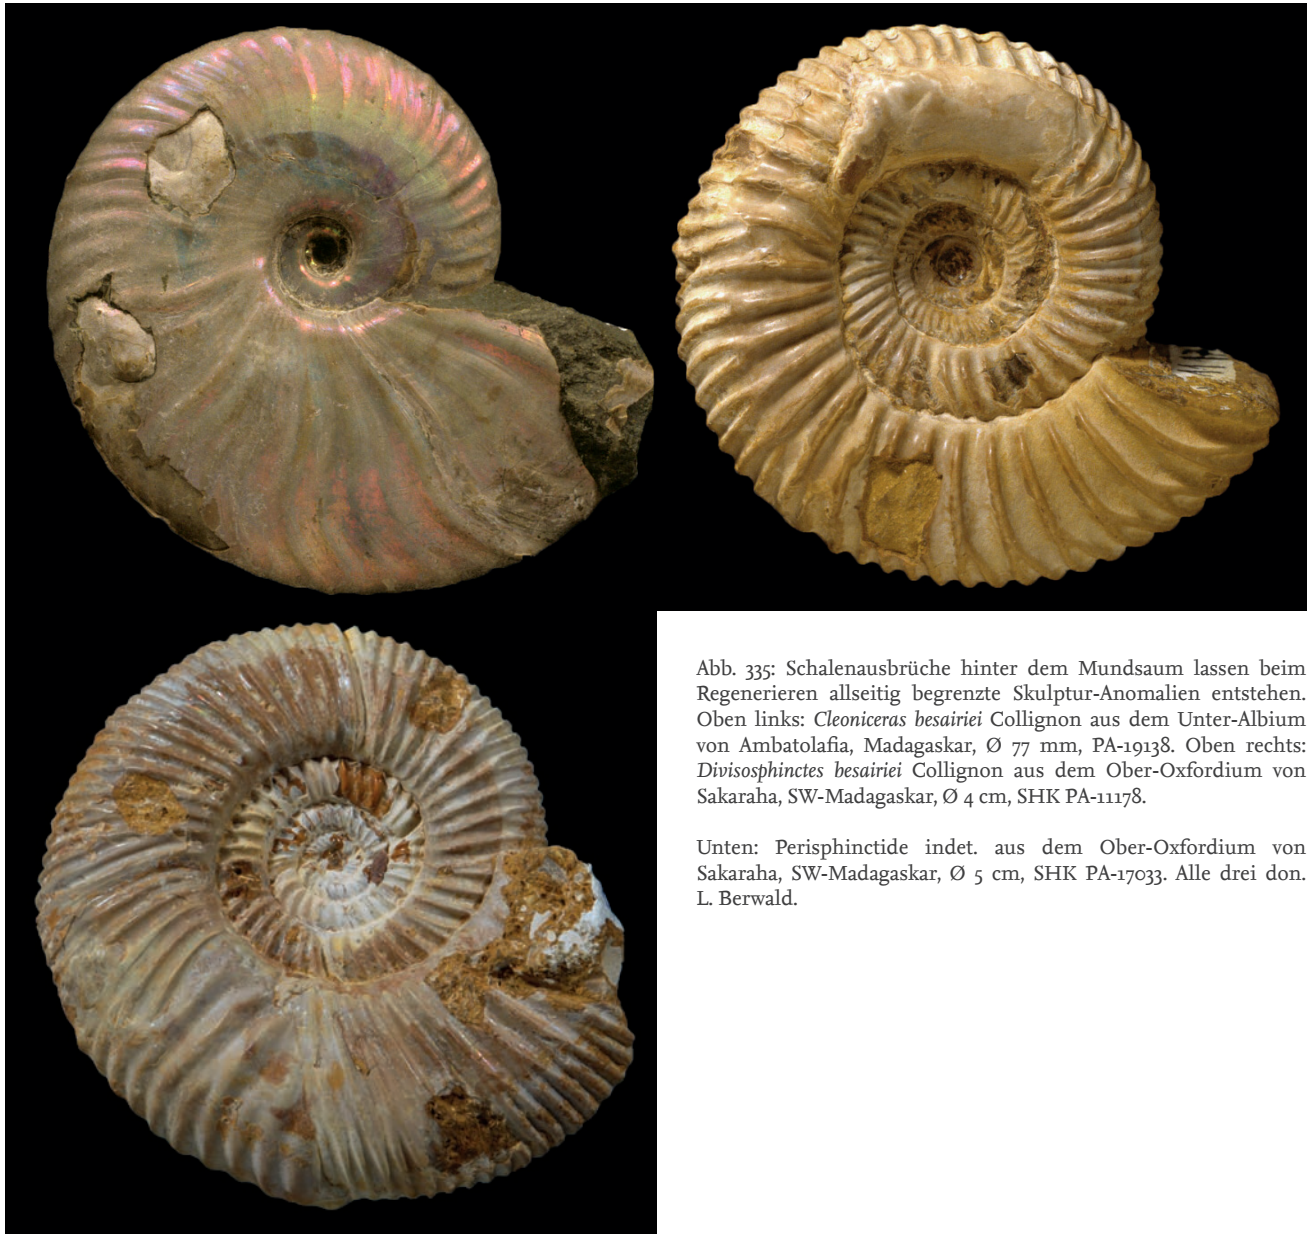 Abb. 335: Schalenausbrüche hinter dem Mundsaum lassen beim
Regenerieren allseitig begrenzte Skulptur-Anomalien entstehen.
Oben links: Cleoniceras besairiei Collignon aus dem Unter-Albium
von Ambatolafia, Madagaskar, Ø 77 mm, PA-19138. Oben rechts:
Divisosphinctes besairiei Collignon aus dem Ober-Oxfordium von
Sakaraha, SW-Madagaskar, Ø 4 cm, SHK PA-11178.
Unten: Perisphinctide indet. aus dem Ober-Oxfordium von
Sakaraha, SW-Madagaskar, Ø 5 cm, SHK PA-17033. Alle drei don.
L. Berwald.